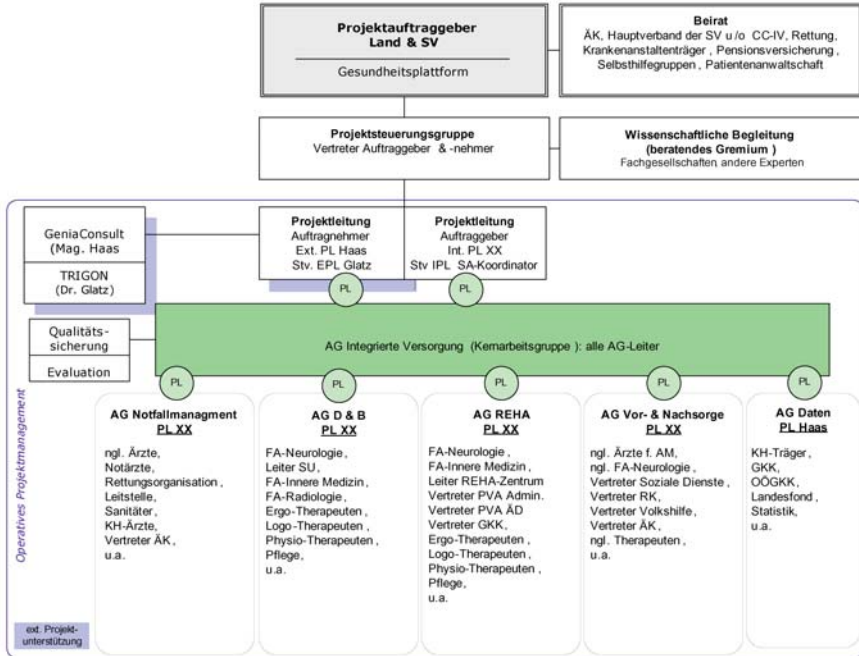 Projektauftraggeber
Land & SV
Gesundheitsplattform
Beirat
ÄK, Hauptverband der SV u /o CC-IV, Rettung,
Krankenanstaltenträger , Pensionsversicherung ,
Selbsthilfegruppen , Patientenanwaltschaft
Projektsteuerungsgruppe
Vertreter Auftraggeber & -nehmer
Wissenschaftliche Begleitung
(beratendes Gremium )
Fachgesellschaften, andere Experten
GeniaConsult
(Mag. Haas
TRIGON
(Dr. Glatz)
Projektleitung
Auftragnehmer
Ext. PL Haas
Stv. EPL Glatz
Projektleitung
Auftraggeber
Int. PL XX
Stv IPL SA-Koordinator
PL
PL
Qualitäts-
sicherung
Evaluation
AG Integrierte Versorgung (Kernarbeitsgruppe ): alle AG-Leiter
PL
PL
PL
PL
PL
Operatives Projektmanagement
AG Notfallmanagment
PL XX
ngl. Ärzte,
Notärzte,
Rettungsorganisation ,
Leitstelle,
Sanitäter,
KH-Ärzte,
Vertreter ÄK ,
u.a.
AG D & B
PL XX
FA-Neurologie,
Leiter SU,
FA-Innere Medizin,
FA-Radiologie,
Ergo-Therapeuten ,
Logo-Therapeuten ,
Physio-Therapeuten ,
Pflege,
u.a.
AG REHA
PL XX
FA-Neurologie,
FA-Innere Medizin,
Leiter REHA-Zentrum
Vertreter PVA Admin.
Vertreter PVA ÄD
Vertreter GKK,
Ergo-Therapeuten ,
Logo-Therapeuten ,
Physio-Therapeuten ,
Pflege,
u.a.
AG Vor- & Nachsorge
PL XX
ngl. Ärzte f. AM,
ngl. FA-Neurologie ,
Vertreter Soziale Dienste ,
Vertreter RK,
Vertreter Volkshilfe ,
Vertreter ÄK ,
ngl. Therapeuten ,
u.a.
AG Daten
PL Haas
KH-Träger,
GKK,
OÖGKK,
Landesfond ,
Statistik,
u.a.
ext. Projekt-
unterstützung